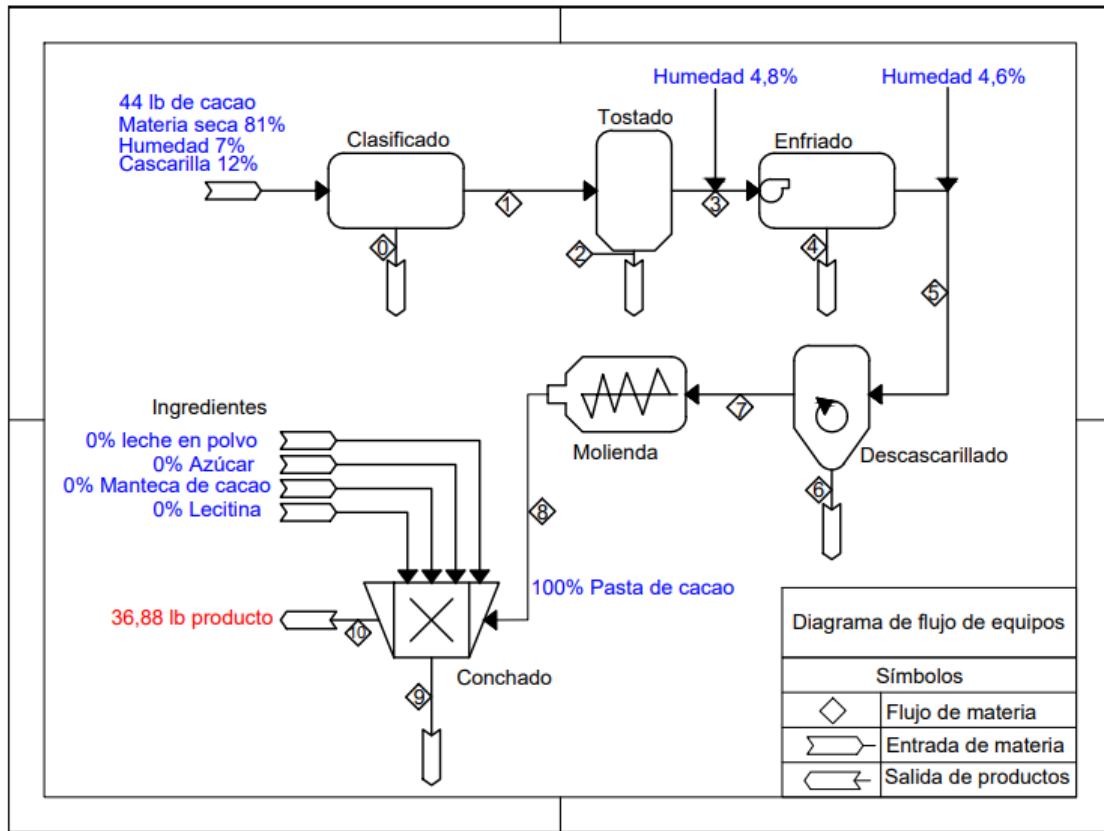 Humedad 4,8%
Humedad 4,6%
44 lb de cacao
Materia seca 81%
Humedad 7%
Cascarilla 12%
Clasificado
Tostado
Enfriado
0
1
2
3
4
5
Ingredientes
0% leche en polvo
0% Azúcar
0% Manteca de cacao
0% Lecitina
Molienda
Descascarillado
7
6
8
100% Pasta de cacao
36,88 lb producto
10
Conchado
9
Diagrama de flujo de equipos
Símbolos
Flujo de materia
Entrada de materia
Salida de productos